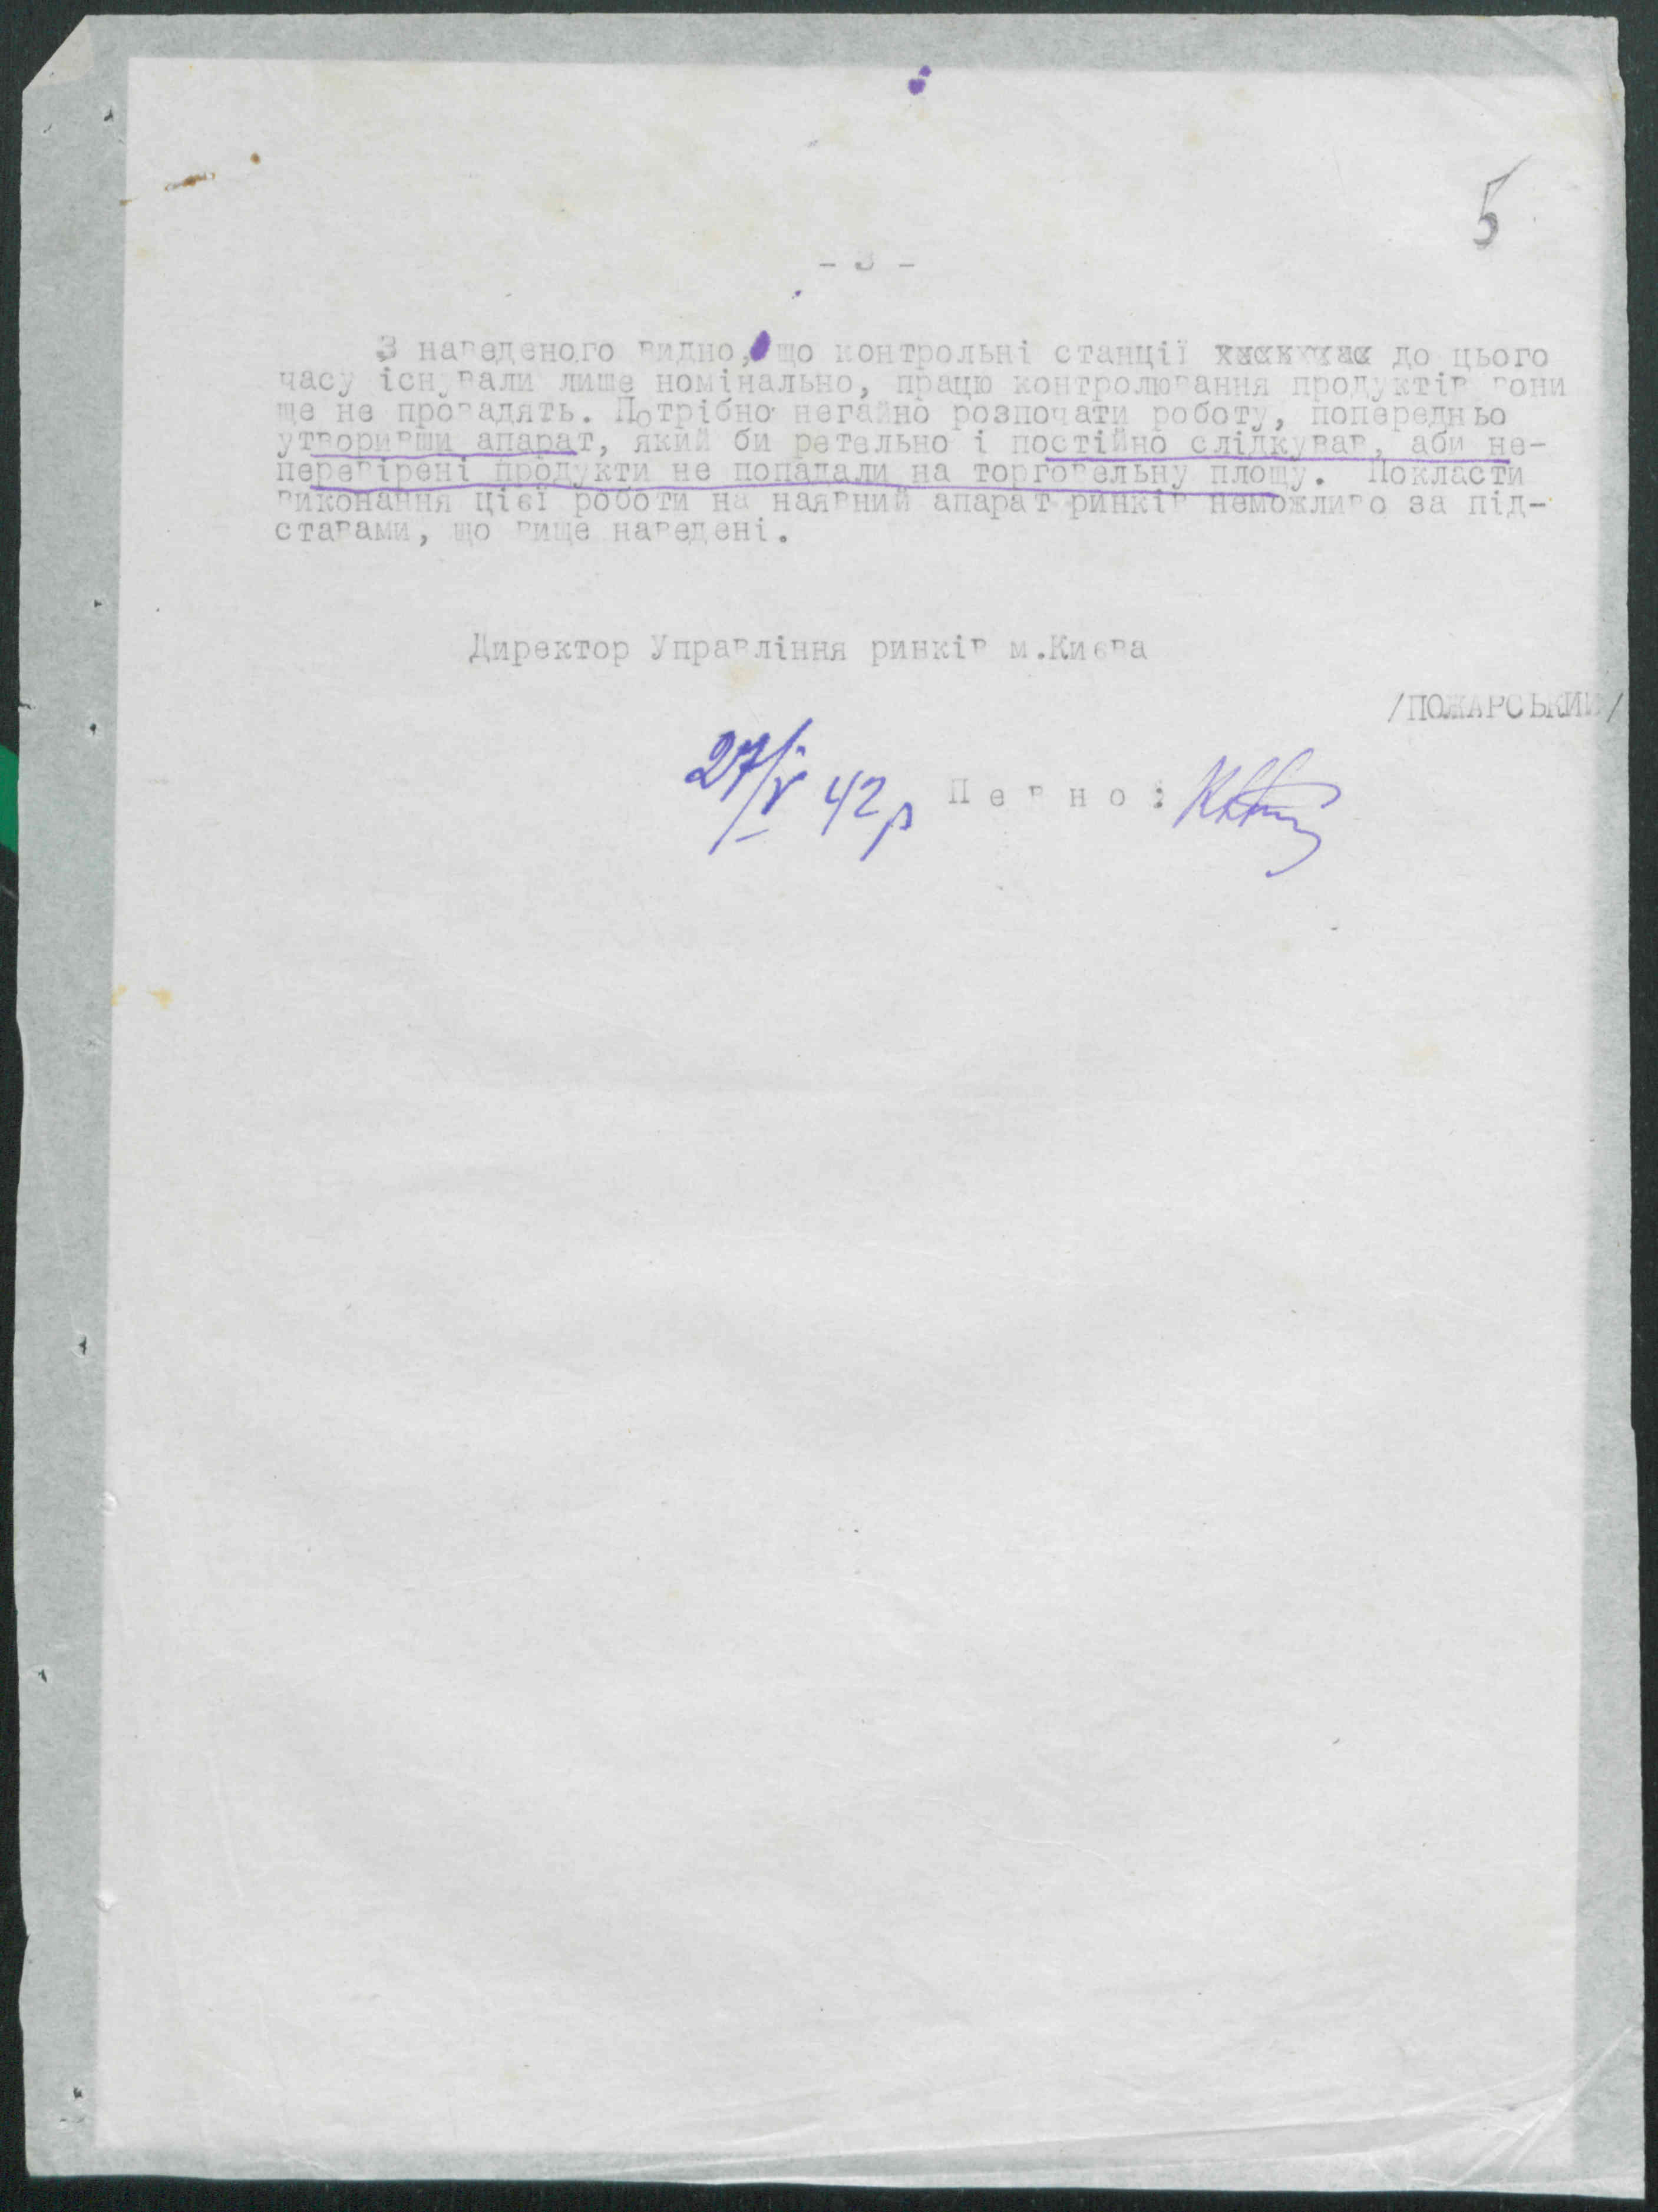 5
- 3 -
З наведеного видно, що контрольні станції до цього
часу існували лише номінально, працю контролювання продуктів вони
ще не провадять. Потрібно негайно розпочати роботу, попередньо
утворивши апарат, який би ретельно і постійно слідкував, аби не-
перевірені продукти не попадали на торговельну площу. Покласти
виконання цієї роботи на наявний апарат ринків неможливо за під-
ставами, що вище наведені.
Директор Управління ринків м.Києва
/ПОЖАРСЬКИЙ/
27/V 42 р Певно: